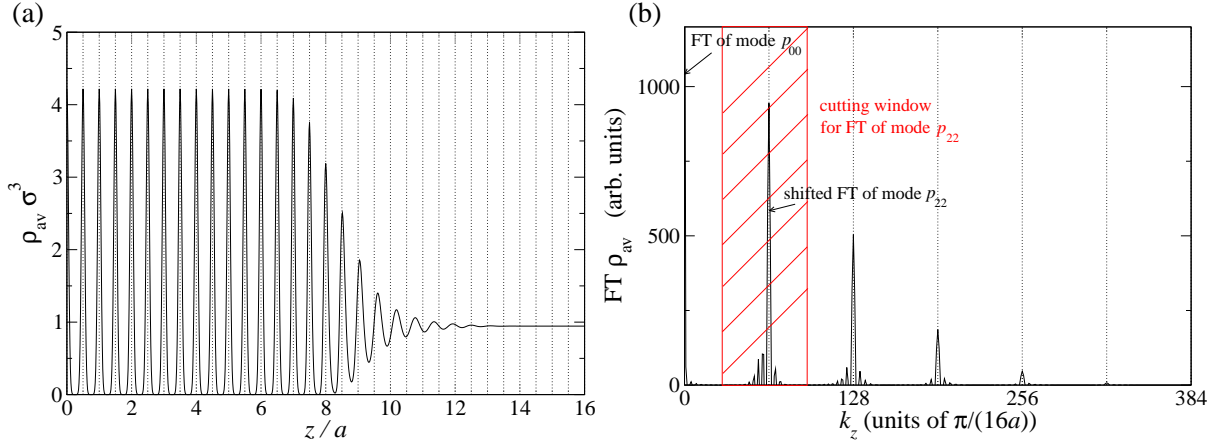 (a)
5
4
3
2
1
0
ρav σ³
0 2 4 6 8 10 12 14 16
z / a
(b)
FT of mode p00
1000
500
0
FT ρav (arb. units)
cutting window
for FT of mode p22
shifted FT of mode p22
0 128 256 384
kz (units of π/(16a))